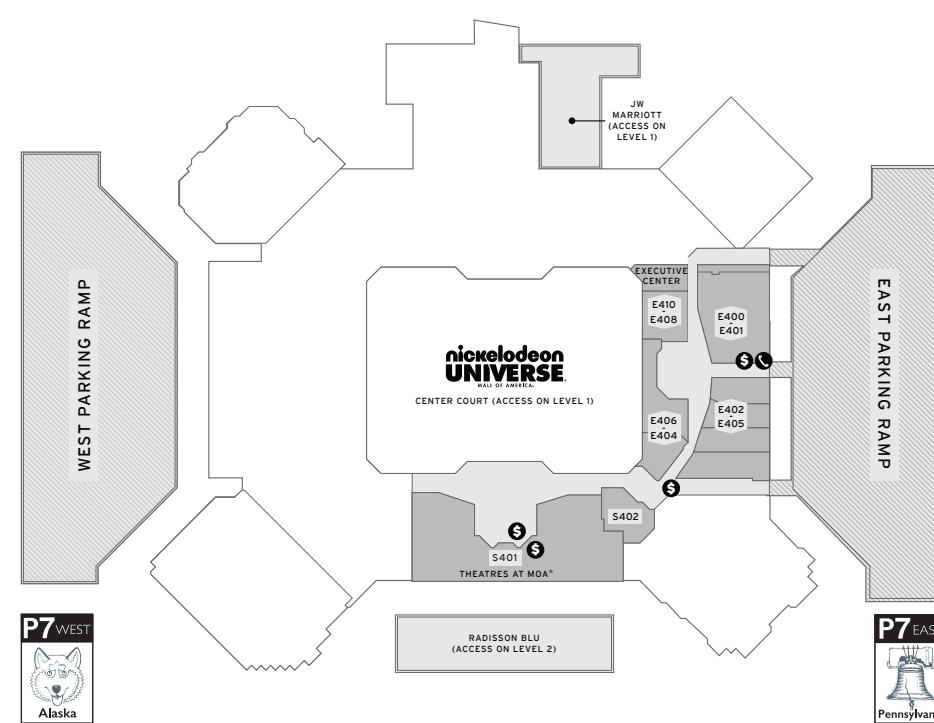 JW
MARRIOTT
(ACCESS ON
LEVEL 1)
WEST PARKING RAMP
EAST PARKING RAMP
EXECUTIVE
CENTER
E410
-
E408
E400
-
E401
nickelodeon
UNIVERSE
MALL OF AMERICA
CENTER COURT (ACCESS ON LEVEL 1)
E406
-
E404
E402
-
E405
$
$
S402
$
$
S401
THEATRES AT MOA®
RADISSON BLU
(ACCESS ON LEVEL 2)
P7 WEST
Alaska
P7 EAS
Pennsylvan